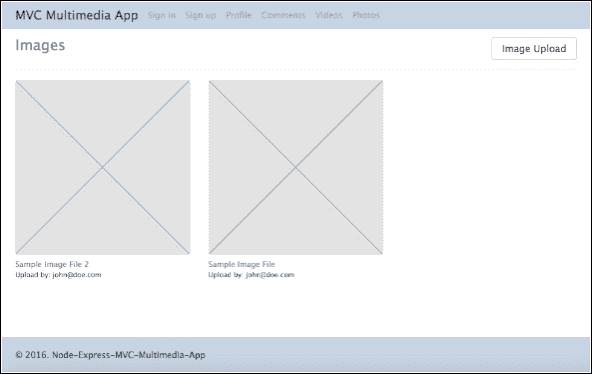 MVC Multimedia App Sign in Sign up Profile Comments Videos Photos
Images
Image Upload
Sample Image File 2
Upload by: john@doe.com
Sample Image File
Upload by: john@doe.com
© 2016. Node-Express-MVC-Multimedia-App